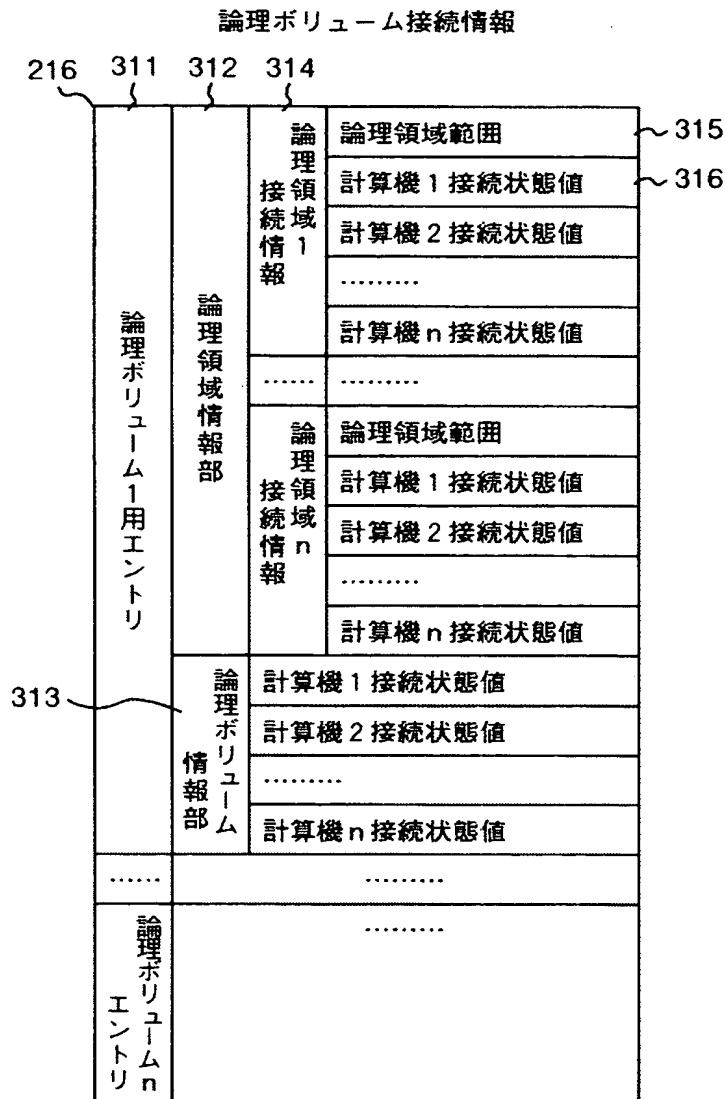 論理ボリューム接続情報
216
311
312
314
論理ボリューム1用エントリ
論理領域情報部
論理領域1
接続情報
論理領域範囲
315
計算機1接続状態値
316
計算機2接続状態値
………
計算機n接続状態値
……
………
論理領域n
接続情報
論理領域範囲
計算機1接続状態値
計算機2接続状態値
………
計算機n接続状態値
313
論理ボリューム
情報部
計算機1接続状態値
計算機2接続状態値
………
計算機n接続状態値
……
………
論理ボリュームn
エントリ
………